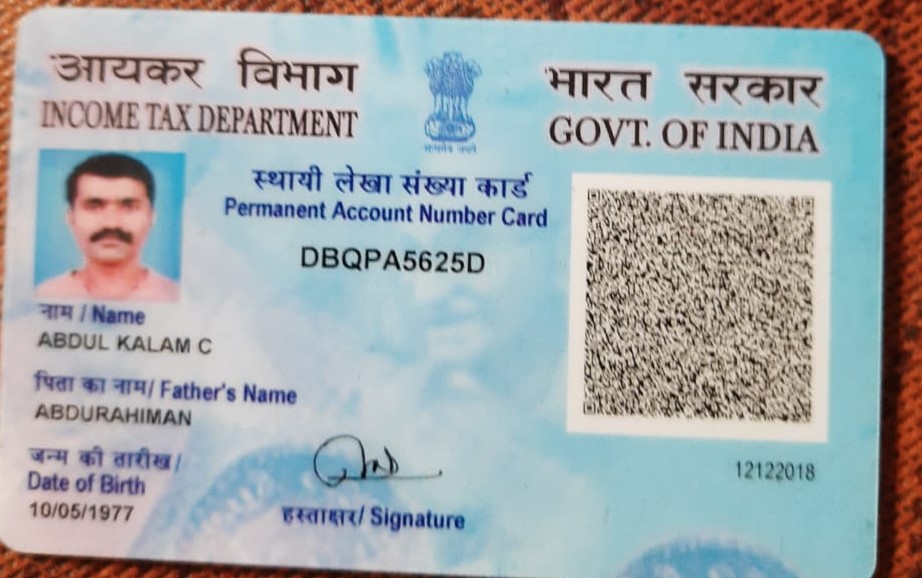 आयकर विभाग
INCOME TAX DEPARTMENT
भारत सरकार
GOVT. OF INDIA
सत्यमेव जयते
स्थायी लेखा संख्या कार्ड
Permanent Account Number Card
DBQPA5625D
नाम / Name
ABDUL KALAM C
पिता का नाम/ Father's Name
ABDURAHIMAN
जन्म की तारीख/
Date of Birth
10/05/1977
हस्ताक्षर/ Signature
12122018